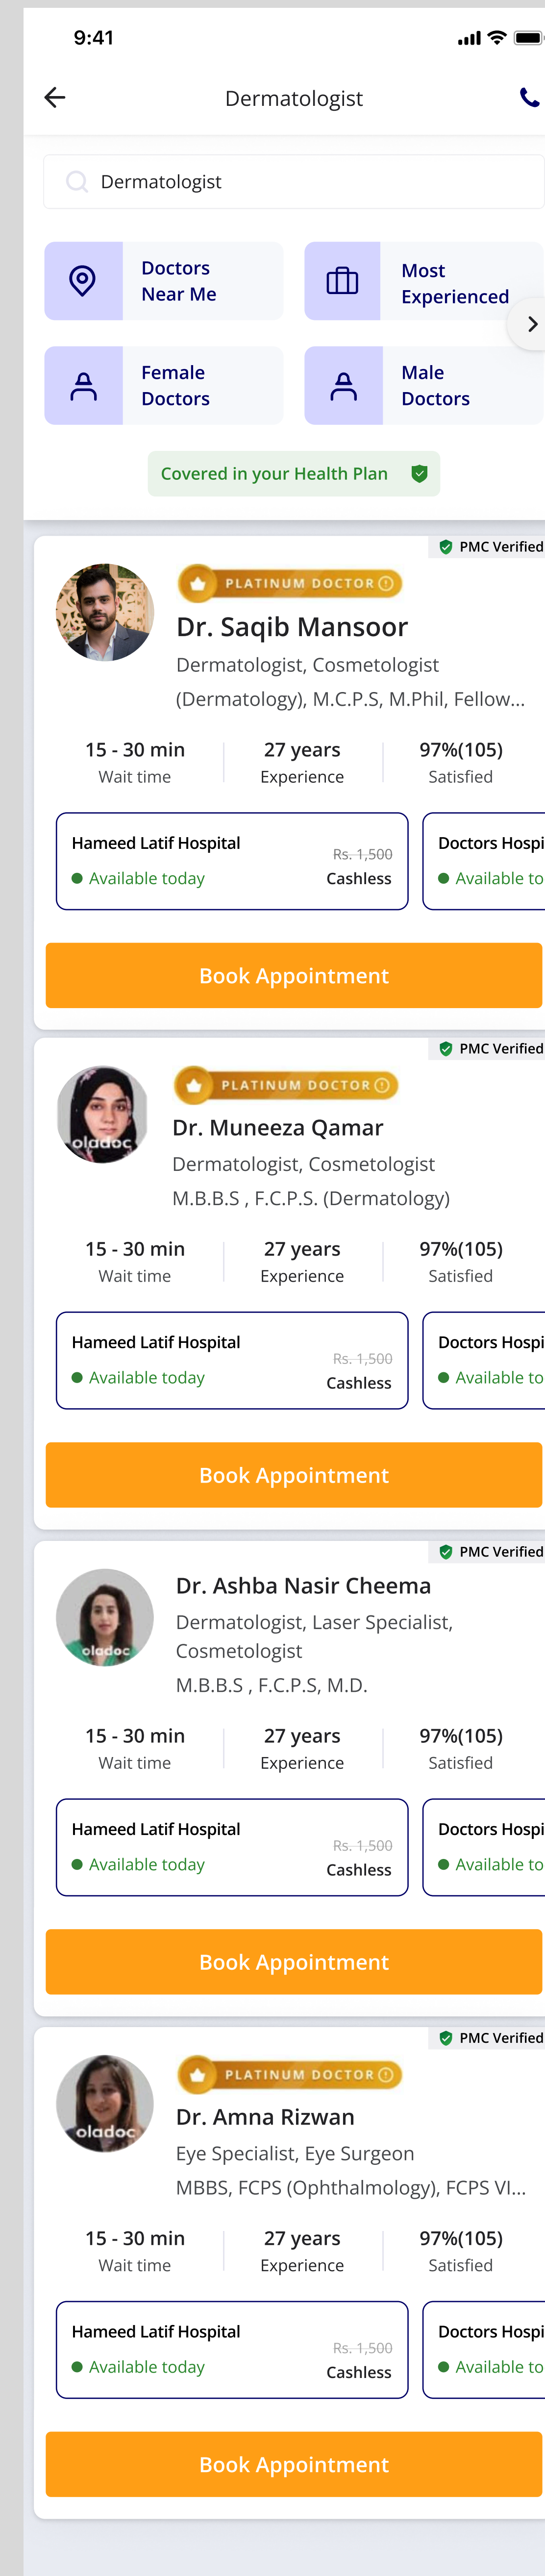 9:41
Dermatologist
Dermatologist
Doctors
Near Me
Most
Experienced
Female
Doctors
Male
Doctors
Covered in your Health Plan
PMC Verified
PLATINUM DOCTOR
Dr. Saqib Mansoor
Dermatologist, Cosmetologist
(Dermatology), M.C.P.S, M.Phil, Fellow...
15 - 30 min 27 years 97%(105)
Wait time Experience Satisfied
Hameed Latif Hospital Rs. 1,500 Doctors Hospi
Available today Cashless Available to
Book Appointment
PMC Verified
PLATINUM DOCTOR
oladoc
Dr. Muneeza Qamar
Dermatologist, Cosmetologist
M.B.B.S , F.C.P.S. (Dermatology)
15 - 30 min 27 years 97%(105)
Wait time Experience Satisfied
Hameed Latif Hospital Rs. 1,500 Doctors Hospi
Available today Cashless Available to
Book Appointment
PMC Verified
oladoc
Dr. Ashba Nasir Cheema
Dermatologist, Laser Specialist,
Cosmetologist
M.B.B.S , F.C.P.S, M.D.
15 - 30 min 27 years 97%(105)
Wait time Experience Satisfied
Hameed Latif Hospital Rs. 1,500 Doctors Hospi
Available today Cashless Available to
Book Appointment
PMC Verified
PLATINUM DOCTOR
oladoc
Dr. Amna Rizwan
Eye Specialist, Eye Surgeon
MBBS, FCPS (Ophthalmology), FCPS VI...
15 - 30 min 27 years 97%(105)
Wait time Experience Satisfied
Hameed Latif Hospital Rs. 1,500 Doctors Hospi
Available today Cashless Available to
Book Appointment